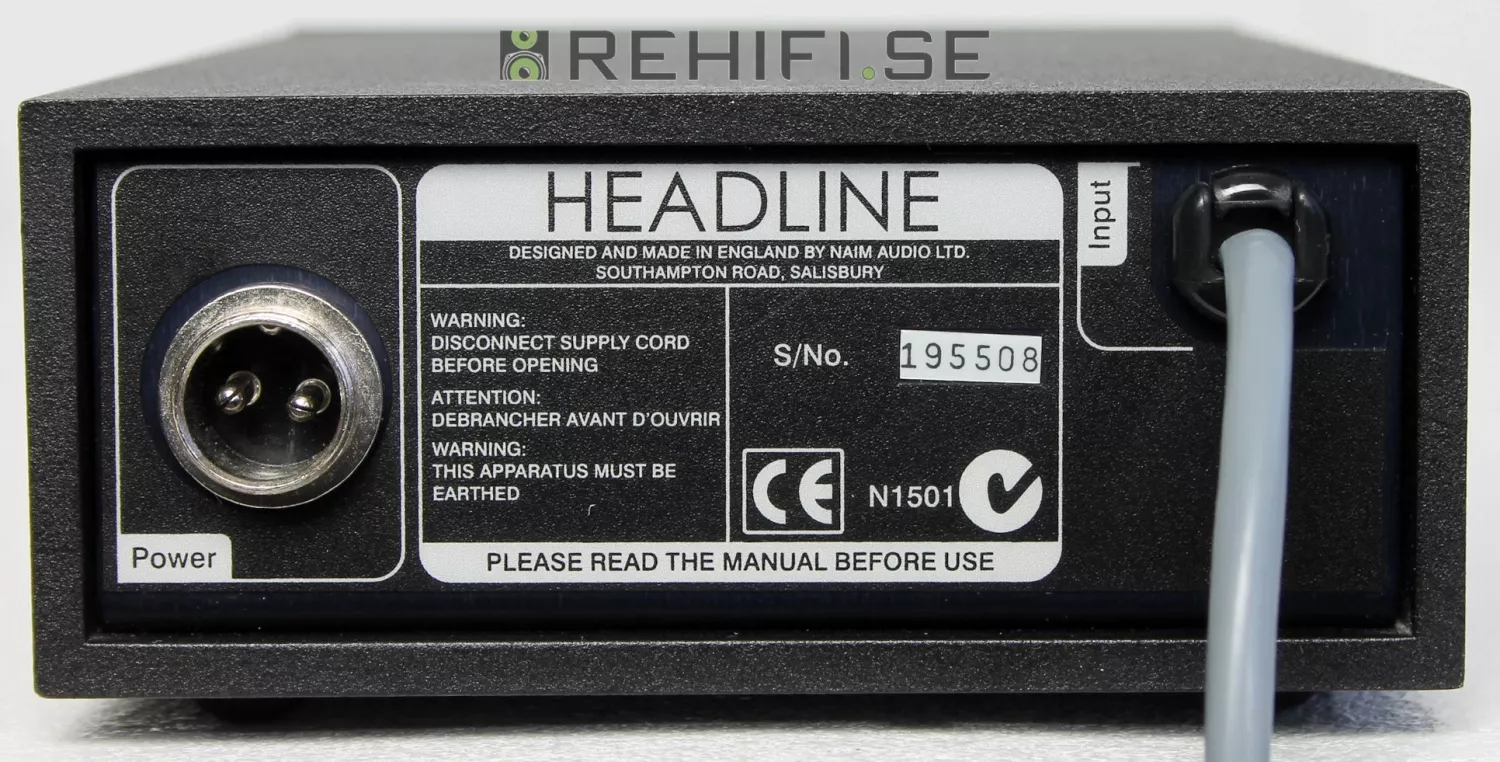 REHIFI.SE
HEADLINE
DESIGNED AND MADE IN ENGLAND BY NAIM AUDIO LTD.
SOUTHAMPTON ROAD, SALISBURY
Input
WARNING:
DISCONNECT SUPPLY CORD
BEFORE OPENING
ATTENTION:
DEBRANCHER AVANT D'OUVRIR
WARNING:
THIS APPARATUS MUST BE
EARTHED
S/No. 195508
CE N1501
Power
PLEASE READ THE MANUAL BEFORE USE